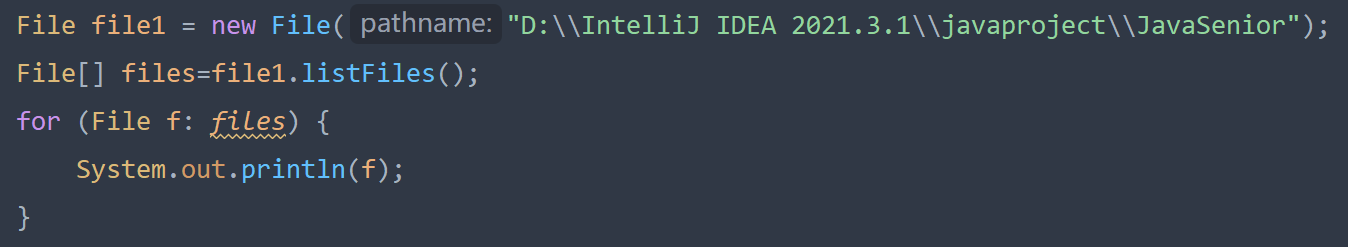 File file1 = new File( pathname: "D:\\IntelliJ IDEA 2021.3.1\\javaproject\\JavaSenior");
File[] files=file1.listFiles();
for (File f: files) {
    System.out.println(f);
}